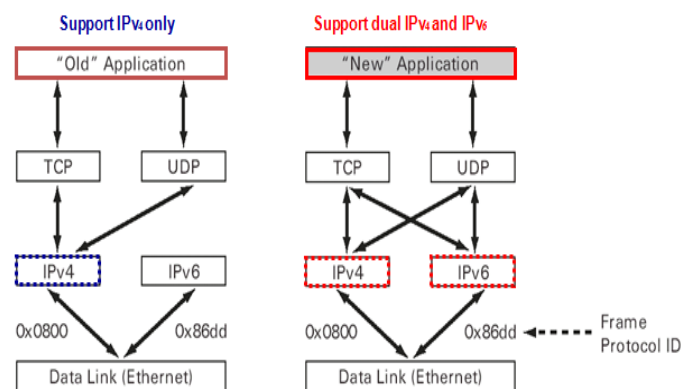 Support IPv4 only
"Old" Application
TCP
UDP
IPv4
IPv6
0x0800
0x86dd
Data Link (Ethernet)
Support dual IPv4 and IPv6
"New" Application
TCP
UDP
IPv4
IPv6
0x0800
0x86dd
Frame
Protocol ID
Data Link (Ethernet)